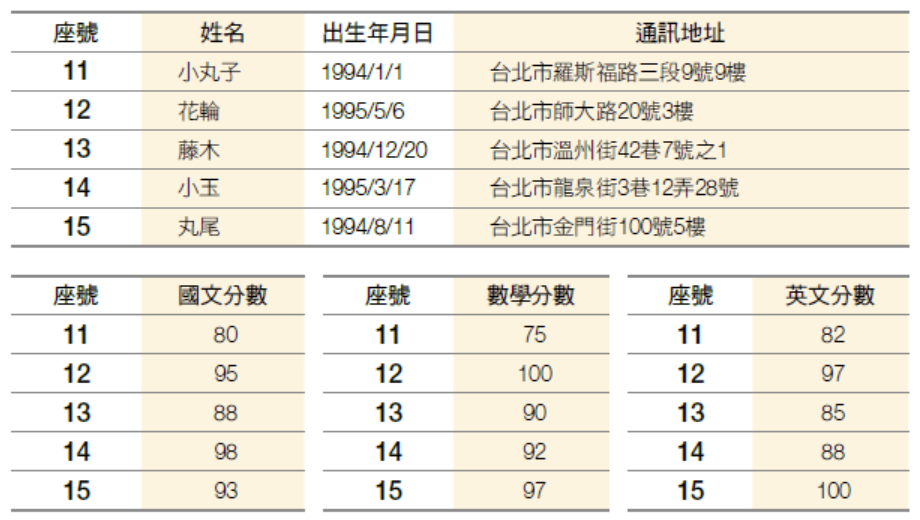 座號 姓名 出生年月日 通訊地址
11 小丸子 1994/1/1 台北市羅斯福路三段9號9樓
12 花輪 1995/5/6 台北市師大路20號3樓
13 藤木 1994/12/20 台北市溫州街42巷7號之1
14 小玉 1995/3/17 台北市龍泉街3巷12弄28號
15 丸尾 1994/8/11 台北市金門街100號5樓
座號 國文分數 座號 數學分數 座號 英文分數
11 80 11 75 11 82
12 95 12 100 12 97
13 88 13 90 13 85
14 98 14 92 14 88
15 93 15 97 15 100